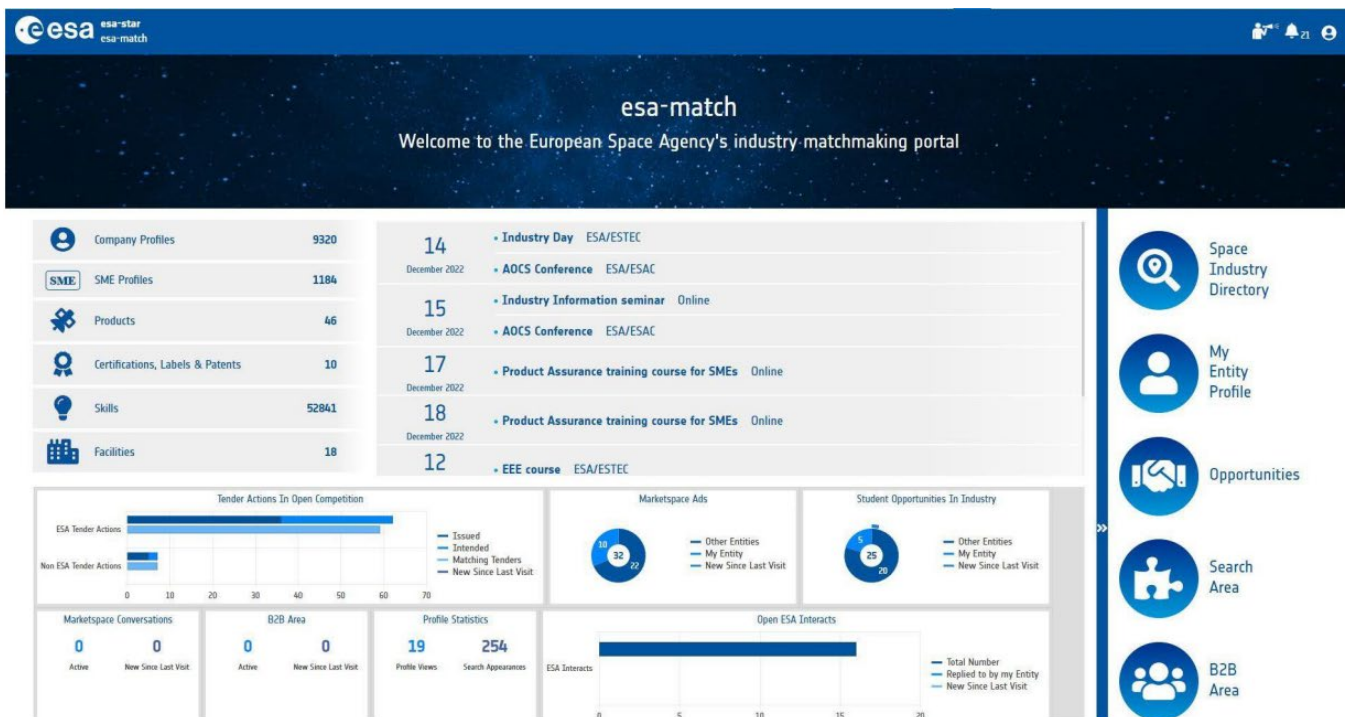 esa
esa-star
esa-match
21
esa-match
Welcome to the European Space Agency's industry matchmaking portal
Company Profiles 9320
SME SME Profiles 1184
Products 46
Certifications, Labels & Patents 10
Skills 52841
Facilities 18
14
December 2022
• Industry Day ESA/ESTEC
• AOCS Conference ESA/ESAC
15
December 2022
• Industry Information seminar Online
• AOCS Conference ESA/ESAC
17
December 2022
• Product Assurance training course for SMEs Online
18
December 2022
• Product Assurance training course for SMEs Online
12
• EEE course ESA/ESTEC
Space
Industry
Directory
My
Entity
Profile
Opportunities
»
Search
Area
B2B
Area
Tender Actions In Open Competition
ESA Tender Actions
Non ESA Tender Actions
0 10 20 30 40 50 60 70
Issued
Intended
Matching Tenders
New Since Last Visit
Marketspace Ads
10
32
22
Other Entities
My Entity
New Since Last Visit
Student Opportunities In Industry
5
25
20
Other Entities
My Entity
New Since Last Visit
Marketspace Conversations
0 0
Active New Since Last Visit
B2B Area
0 0
Active New Since Last Visit
Profile Statistics
19 254
Profile Views Search Appearances
Open ESA Interacts
ESA Interacts
0 5 10 15 20
Total Number
Replied to by my Entity
New Since Last Visit